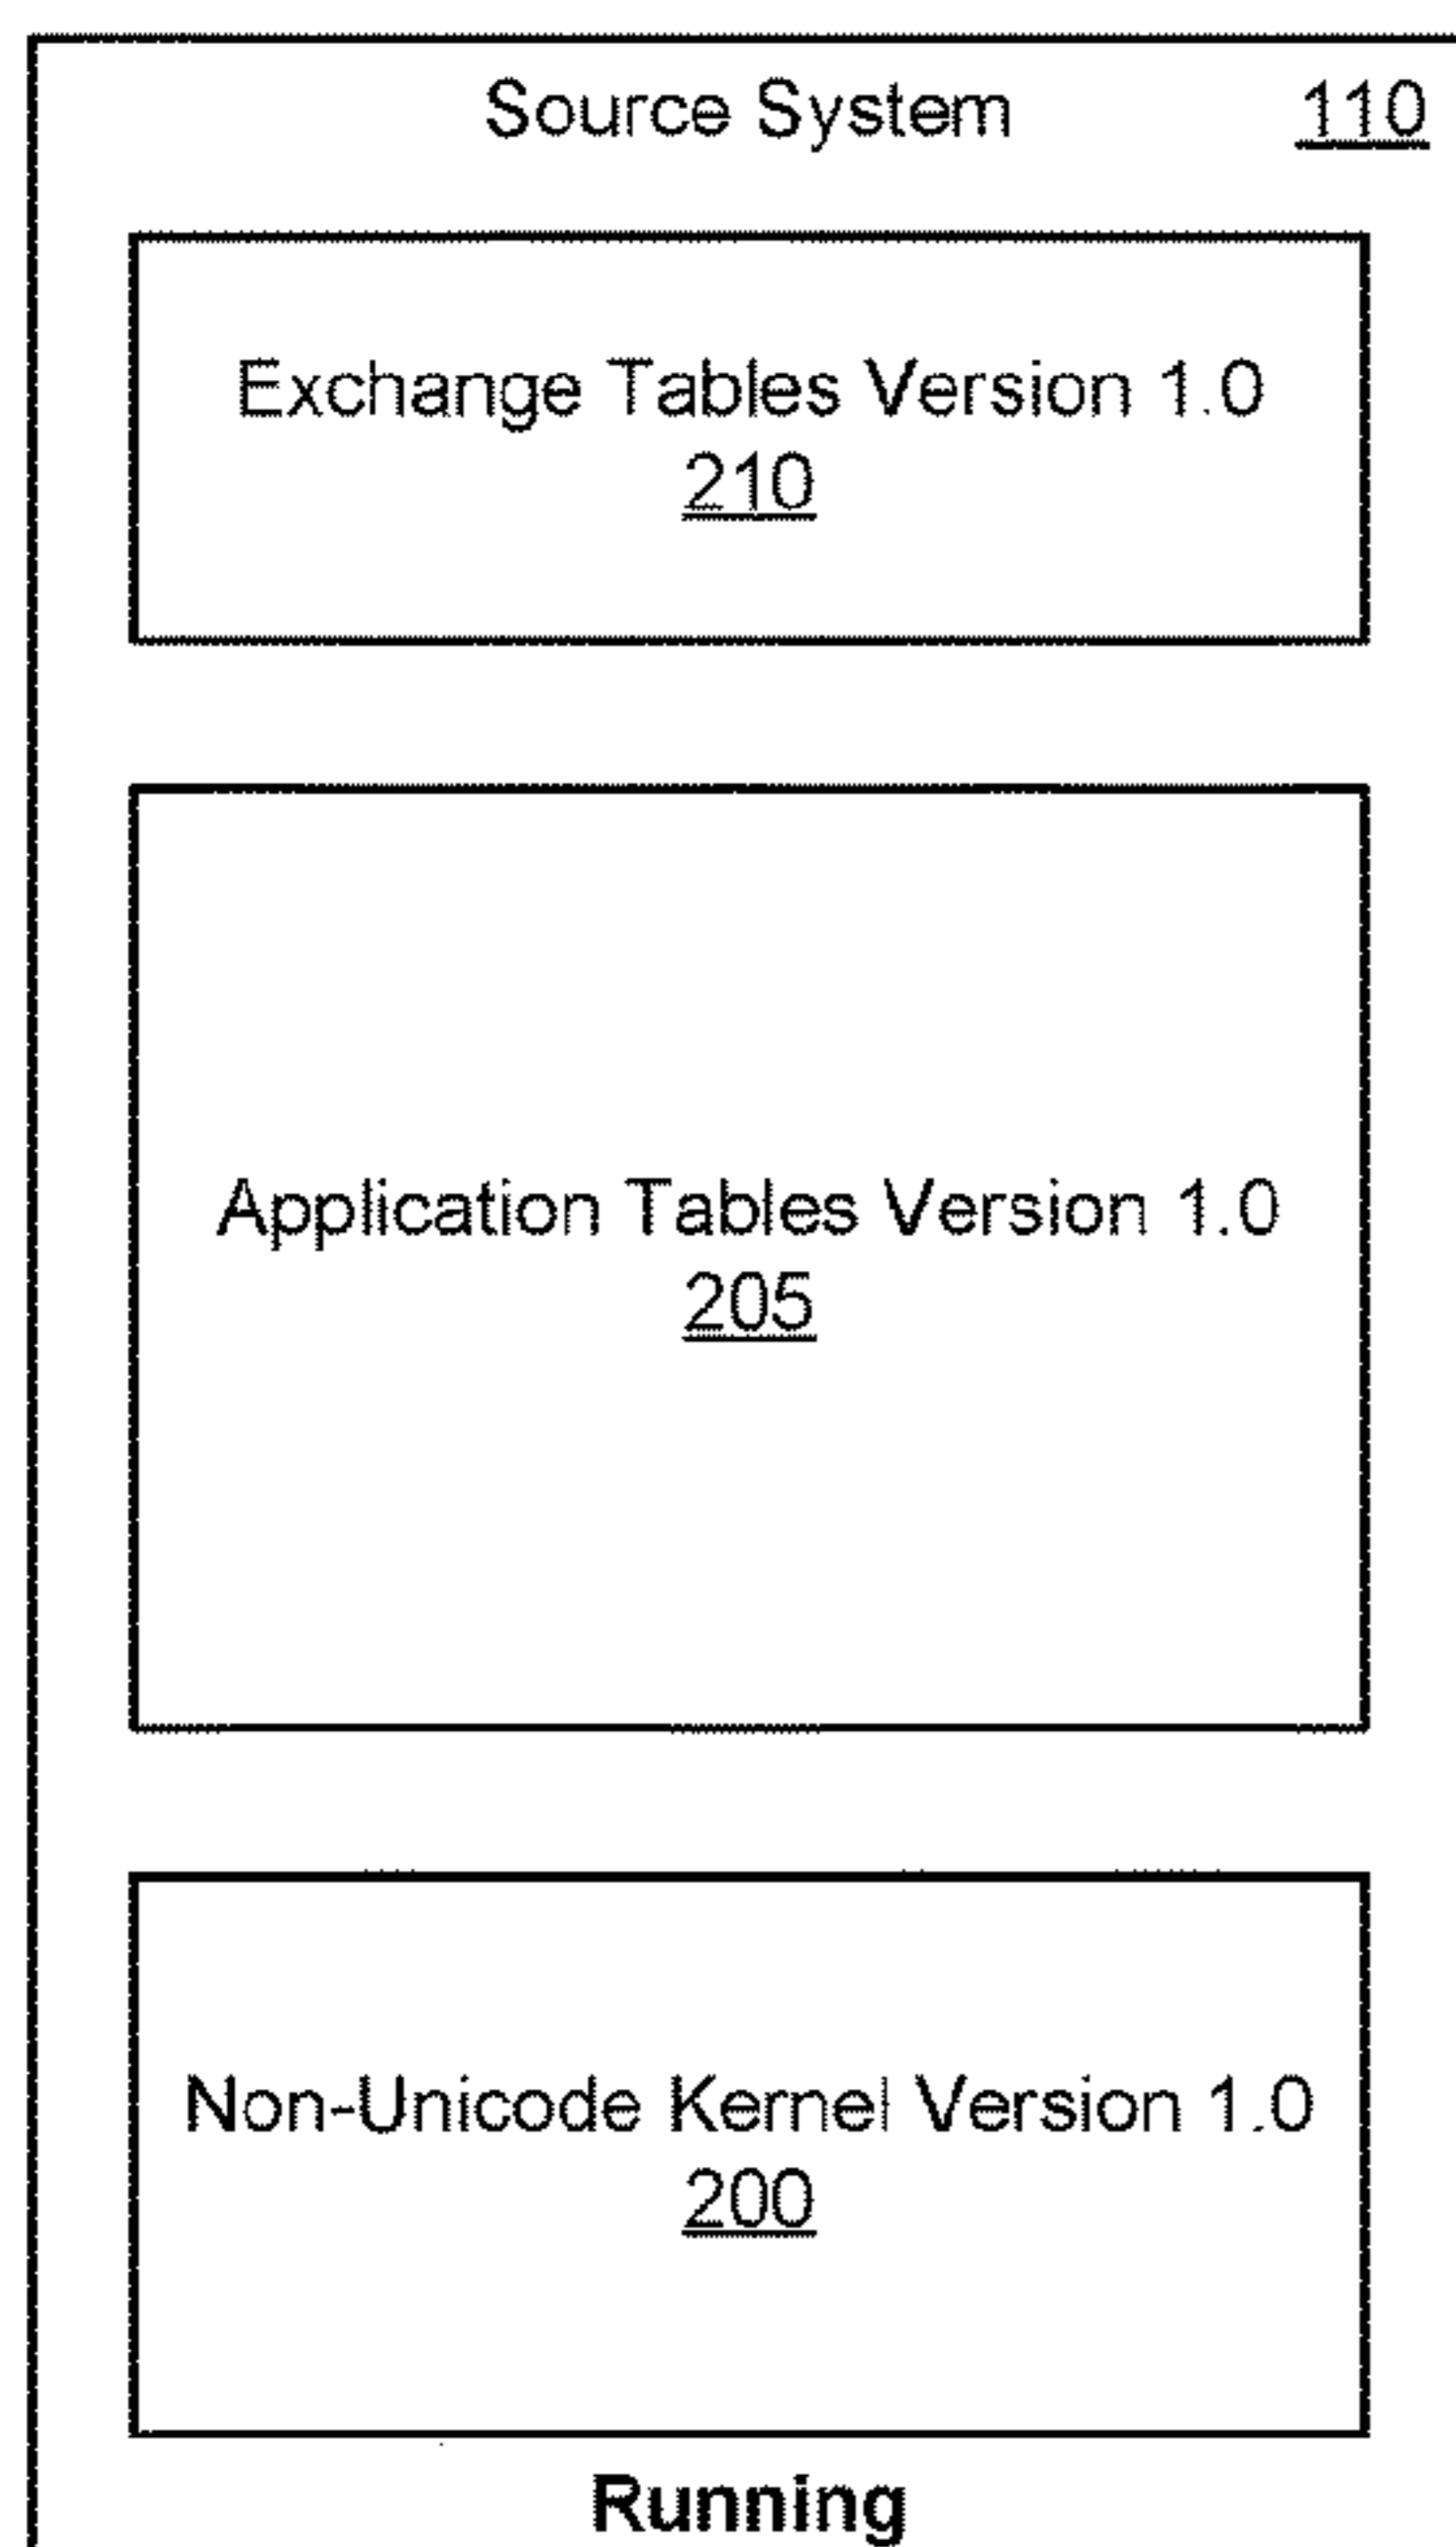 Source System 110
Exchange Tables Version 1.0
210
Application Tables Version 1.0
205
Non-Unicode Kernel Version 1.0
200
Running